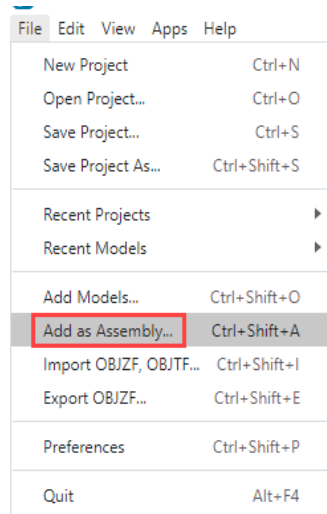 File Edit View Apps Help
New Project Ctrl+N
Open Project... Ctrl+O
Save Project... Ctrl+S
Save Project As... Ctrl+Shift+S
Recent Projects
Recent Models
Add Models... Ctrl+Shift+O
Add as Assembly... Ctrl+Shift+A
Import OBJZF, OBJTF... Ctrl+Shift+I
Export OBJZF... Ctrl+Shift+E
Preferences Ctrl+Shift+P
Quit Alt+F4